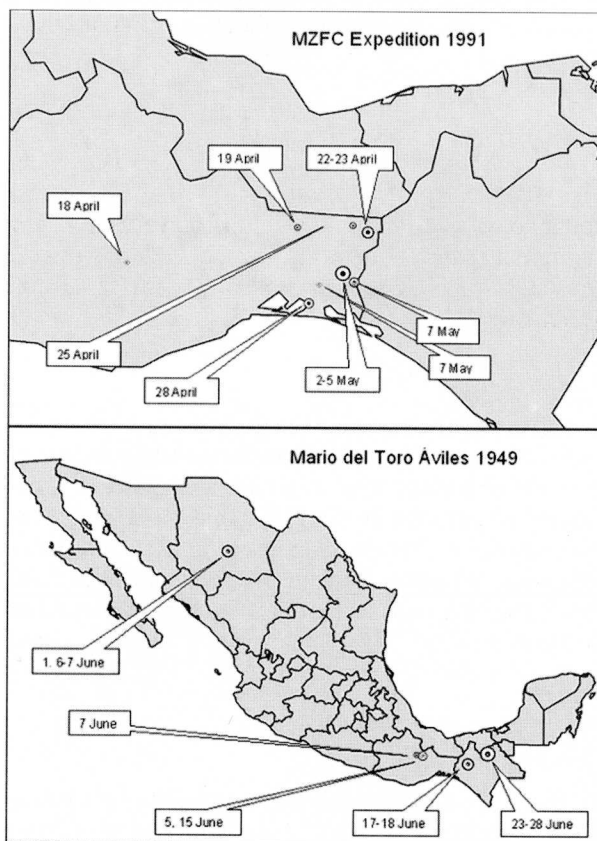 MZFC Expedition 1991
19 April
22-23 April
18 April
7 May
25 April
7 May
28 April
2-5 May
Mario del Toro Áviles 1949
1. 6-7 June
7 June
5, 15 June
17-18 June
23-28 June